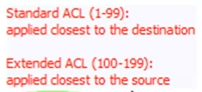 Standard ACL (1-99):
applied closest to the destination
Extended ACL (100-199):
applied closest to the source